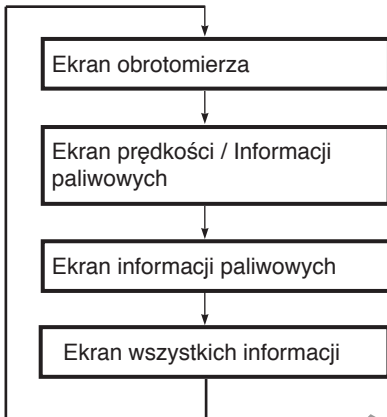 Ekran obrotomierza
Ekran prędkości / Informacji
paliwowych
Ekran informacji paliwowych
Ekran wszystkich informacji